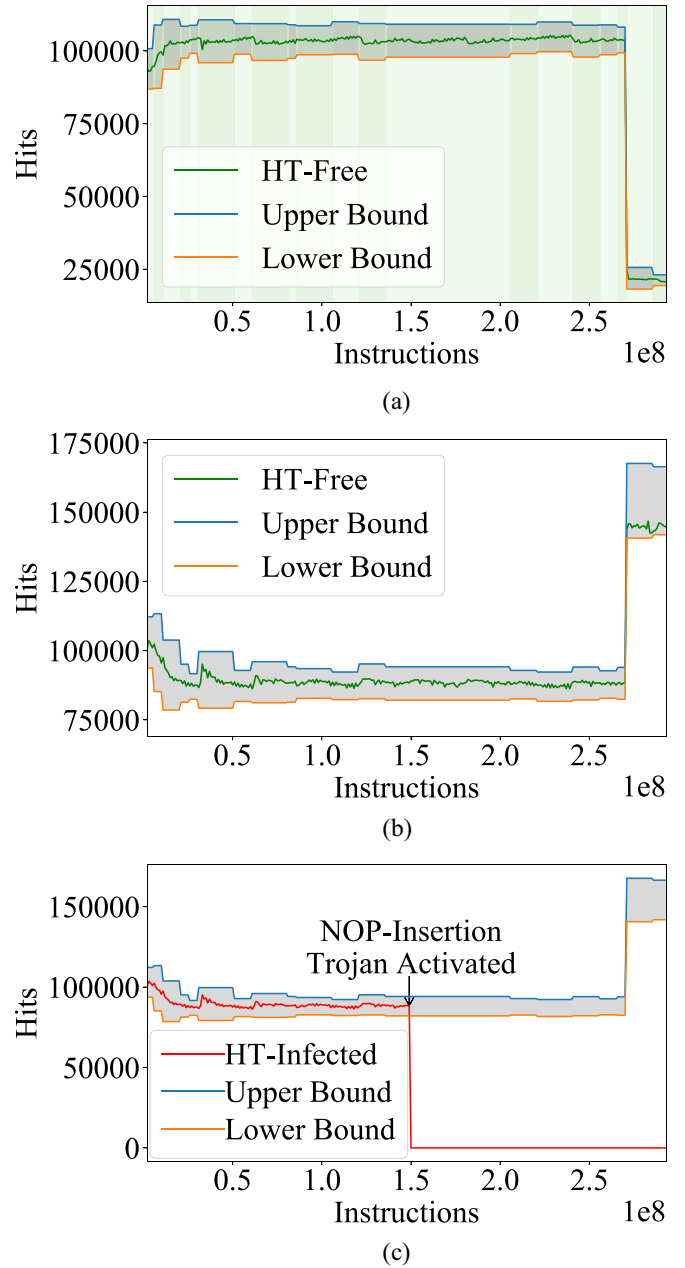 100000
75000
50000
25000
Hits
HT-Free
Upper Bound
Lower Bound
0.5 1.0 1.5 2.0 2.5
Instructions 1e8
(a)
175000
150000
125000
100000
75000
Hits
HT-Free
Upper Bound
Lower Bound
0.5 1.0 1.5 2.0 2.5
Instructions 1e8
(b)
150000
100000
50000
0
Hits
NOP-Insertion
Trojan Activated
HT-Infected
Upper Bound
Lower Bound
0.5 1.0 1.5 2.0 2.5
Instructions 1e8
(c)